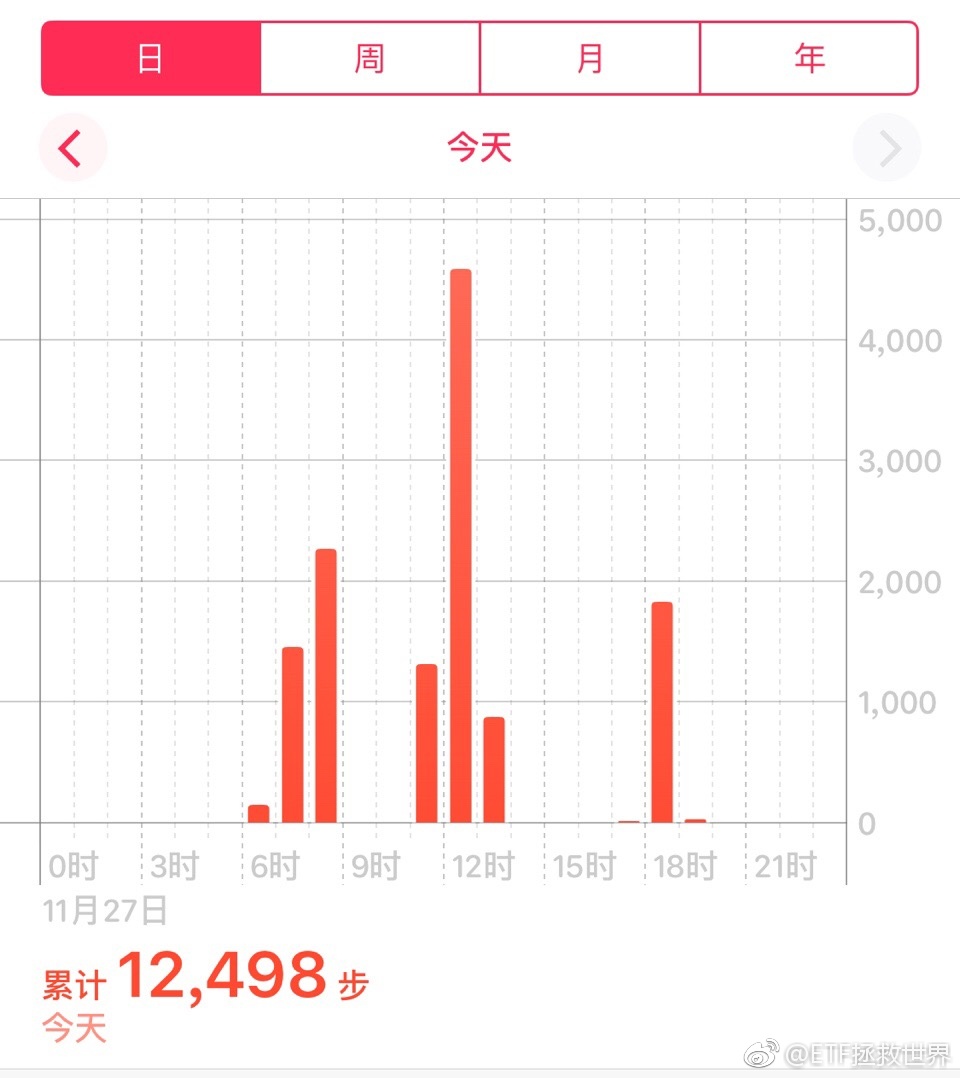 日 周 月 年
今天
5,000
4,000
3,000
2,000
1,000
0
0时 3时 6时 9时 12时 15时 18时 21时
11月27日
累计 12,498 步
今天
@ETF拯救世界